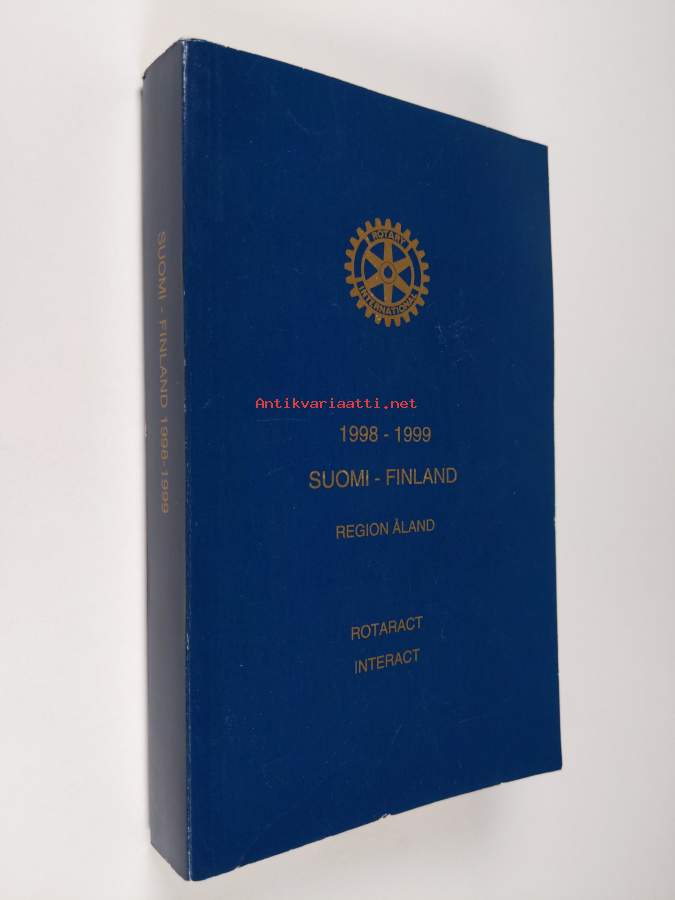 ROTARY
INTERNATIONAL
Antikvariaatti.net
1998 - 1999
SUOMI - FINLAND
REGION ÅLAND
ROTARACT
INTERACT
SUOMI - FINLAND 1998-1999